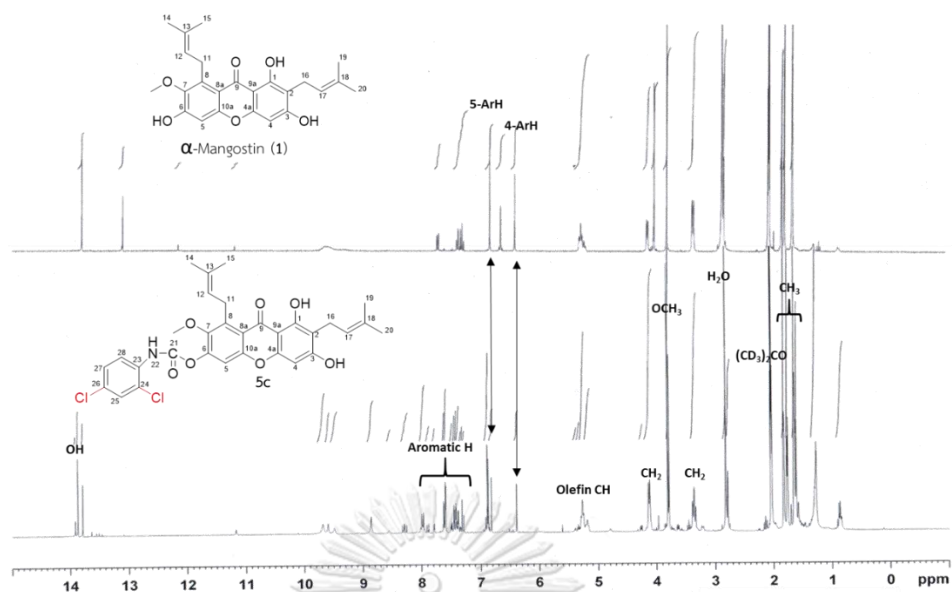 14
15
13
12
11
8
7
6
5
8a
10a
9
9a
4a
1
2
3
4
16
17
18
19
20
O
O
O
OH
HO
OH
α-Mangostin (1)
5-ArH
4-ArH
14
15
13
12
11
8
7
6
5
8a
10a
9
9a
4a
1
2
3
4
16
17
18
19
20
O
O
O
OH
OH
28
27
26
25
24
23
22
21
H
N
C
O
O
Cl
Cl
5c
OH
Aromatic H
Olefin CH
CH2
CH2
OCH3
H2O
(CD3)2CO
CH3
14 13 12 11 10 9 8 7 6 5 4 3 2 1 0 ppm